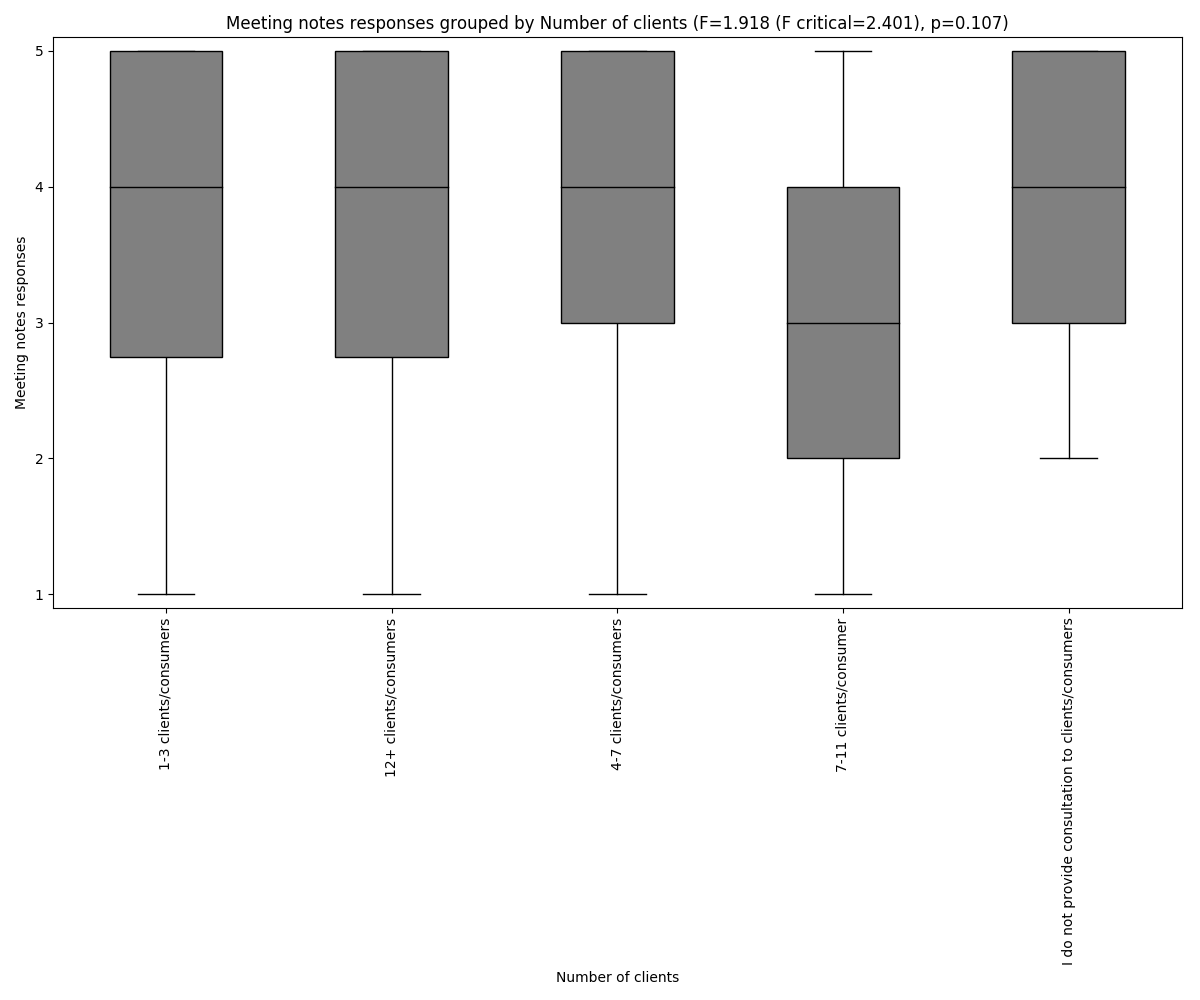 Meeting notes responses grouped by Number of clients (F=1.918 (F critical=2.401), p=0.107)
Meeting notes responses
5
4
3
2
1
1-3 clients/consumers
12+ clients/consumers
4-7 clients/consumers
7-11 clients/consumer
I do not provide consultation to clients/consumers
Number of clients